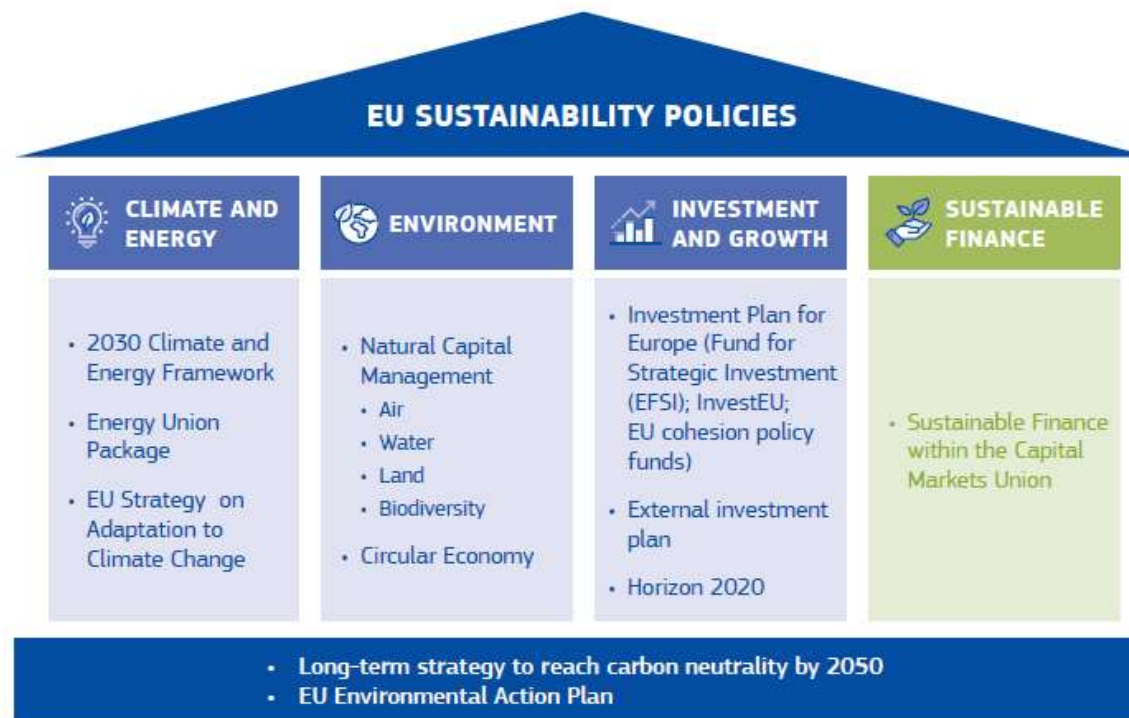 EU SUSTAINABILITY POLICIES
CLIMATE AND
ENERGY
• 2030 Climate and
Energy Framework
• Energy Union
Package
• EU Strategy on
Adaptation to
Climate Change
ENVIRONMENT
• Natural Capital
Management
• Air
• Water
• Land
• Biodiversity
• Circular Economy
INVESTMENT
AND GROWTH
• Investment Plan for
Europe (Fund for
Strategic Investment
(EFSI); InvestEU;
EU cohesion policy
funds)
• External investment
plan
• Horizon 2020
SUSTAINABLE
FINANCE
• Sustainable Finance
within the Capital
Markets Union
• Long-term strategy to reach carbon neutrality by 2050
• EU Environmental Action Plan